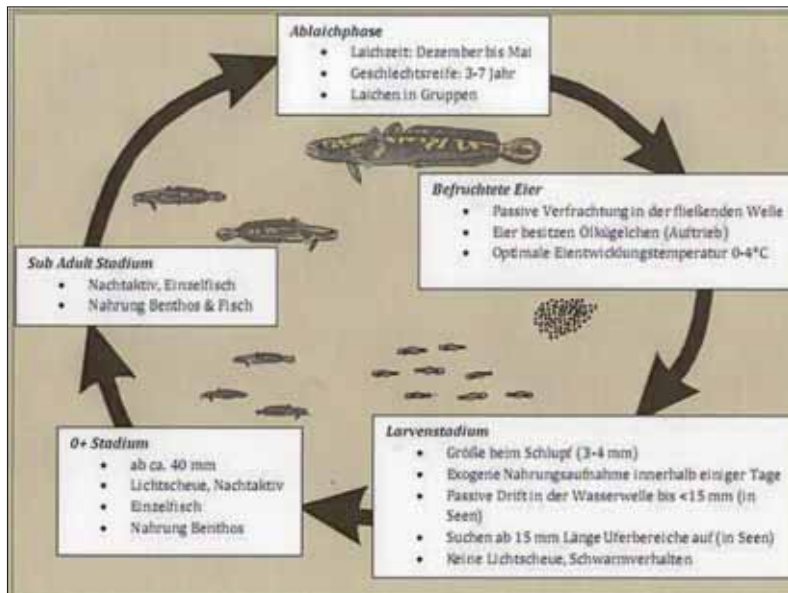 Ablaichphase
• Laichzeit: Dezember bis Mai
• Geschlechtsreife: 3-7 Jahr
• Laichen in Gruppen
Befruchtete Eier
• Passive Verfrachtung in der fließenden Welle
• Eier besitzen Ölkügelchen (Auftrieb)
• Optimale Eientwicklungstemperatur 0-4°C
Larvenstadium
• Größe beim Schlupf (3-4 mm)
• Exogene Nahrungsaufnahme innerhalb einiger Tage
• Passive Drift in der Wasserwelle bis <15 mm (in
Seen)
• Suchen ab 15 mm Länge Uferbereiche auf (in Seen)
• Keine Lichtscheue, Schwarmverhalten
0+ Stadium
• ab ca. 40 mm
• Lichtscheue, Nachtaktiv
• Einzelfisch
• Nahrung Benthos
Sub Adult Stadium
• Nachtaktiv, Einzelfisch
• Nahrung Benthos & Fisch